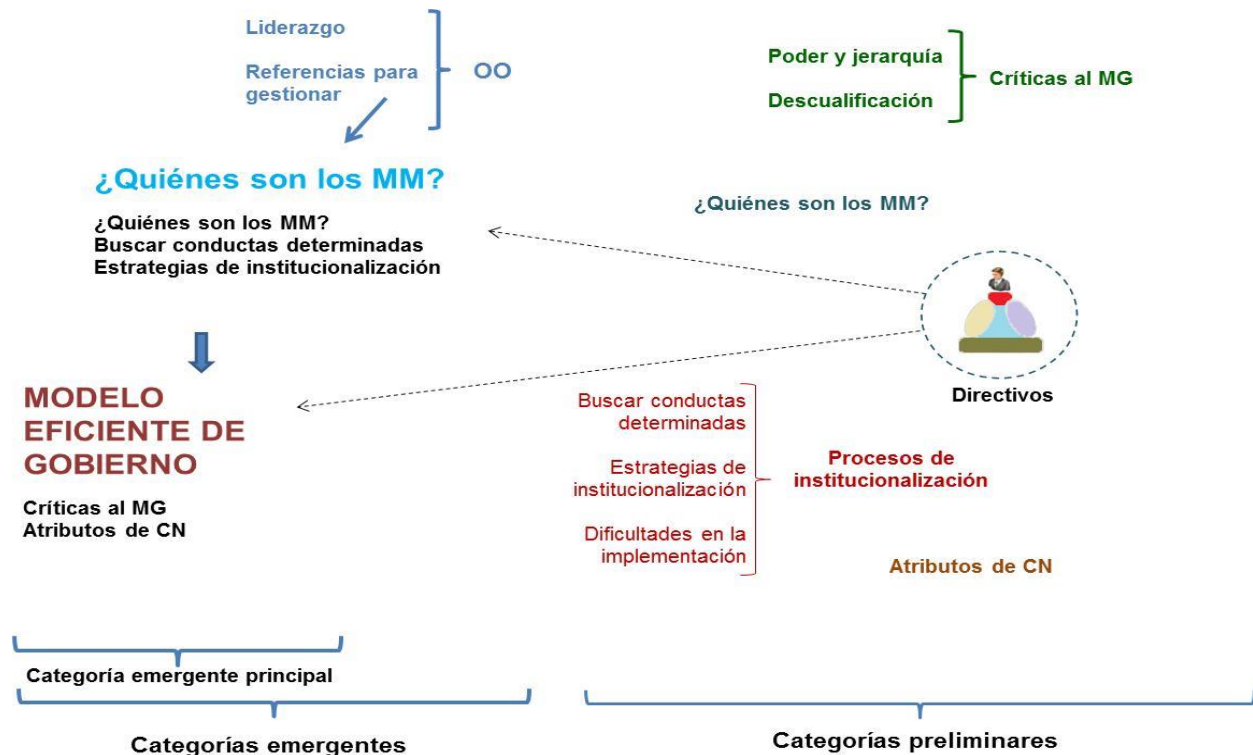 Liderazgo
Referencias para
gestionar
OO
Poder y jerarquía
Descualificación
Críticas al MG
¿Quiénes son los MM?
¿Quiénes son los MM?
Buscar conductas determinadas
Estrategias de institucionalización
¿Quiénes son los MM?
Directivos
MODELO
EFICIENTE DE
GOBIERNO
Críticas al MG
Atributos de CN
Buscar conductas
determinadas
Estrategias de
institucionalización
Dificultades en la
implementación
Procesos de
institucionalización
Atributos de CN
Categoría emergente principal
Categorías emergentes
Categorías preliminares